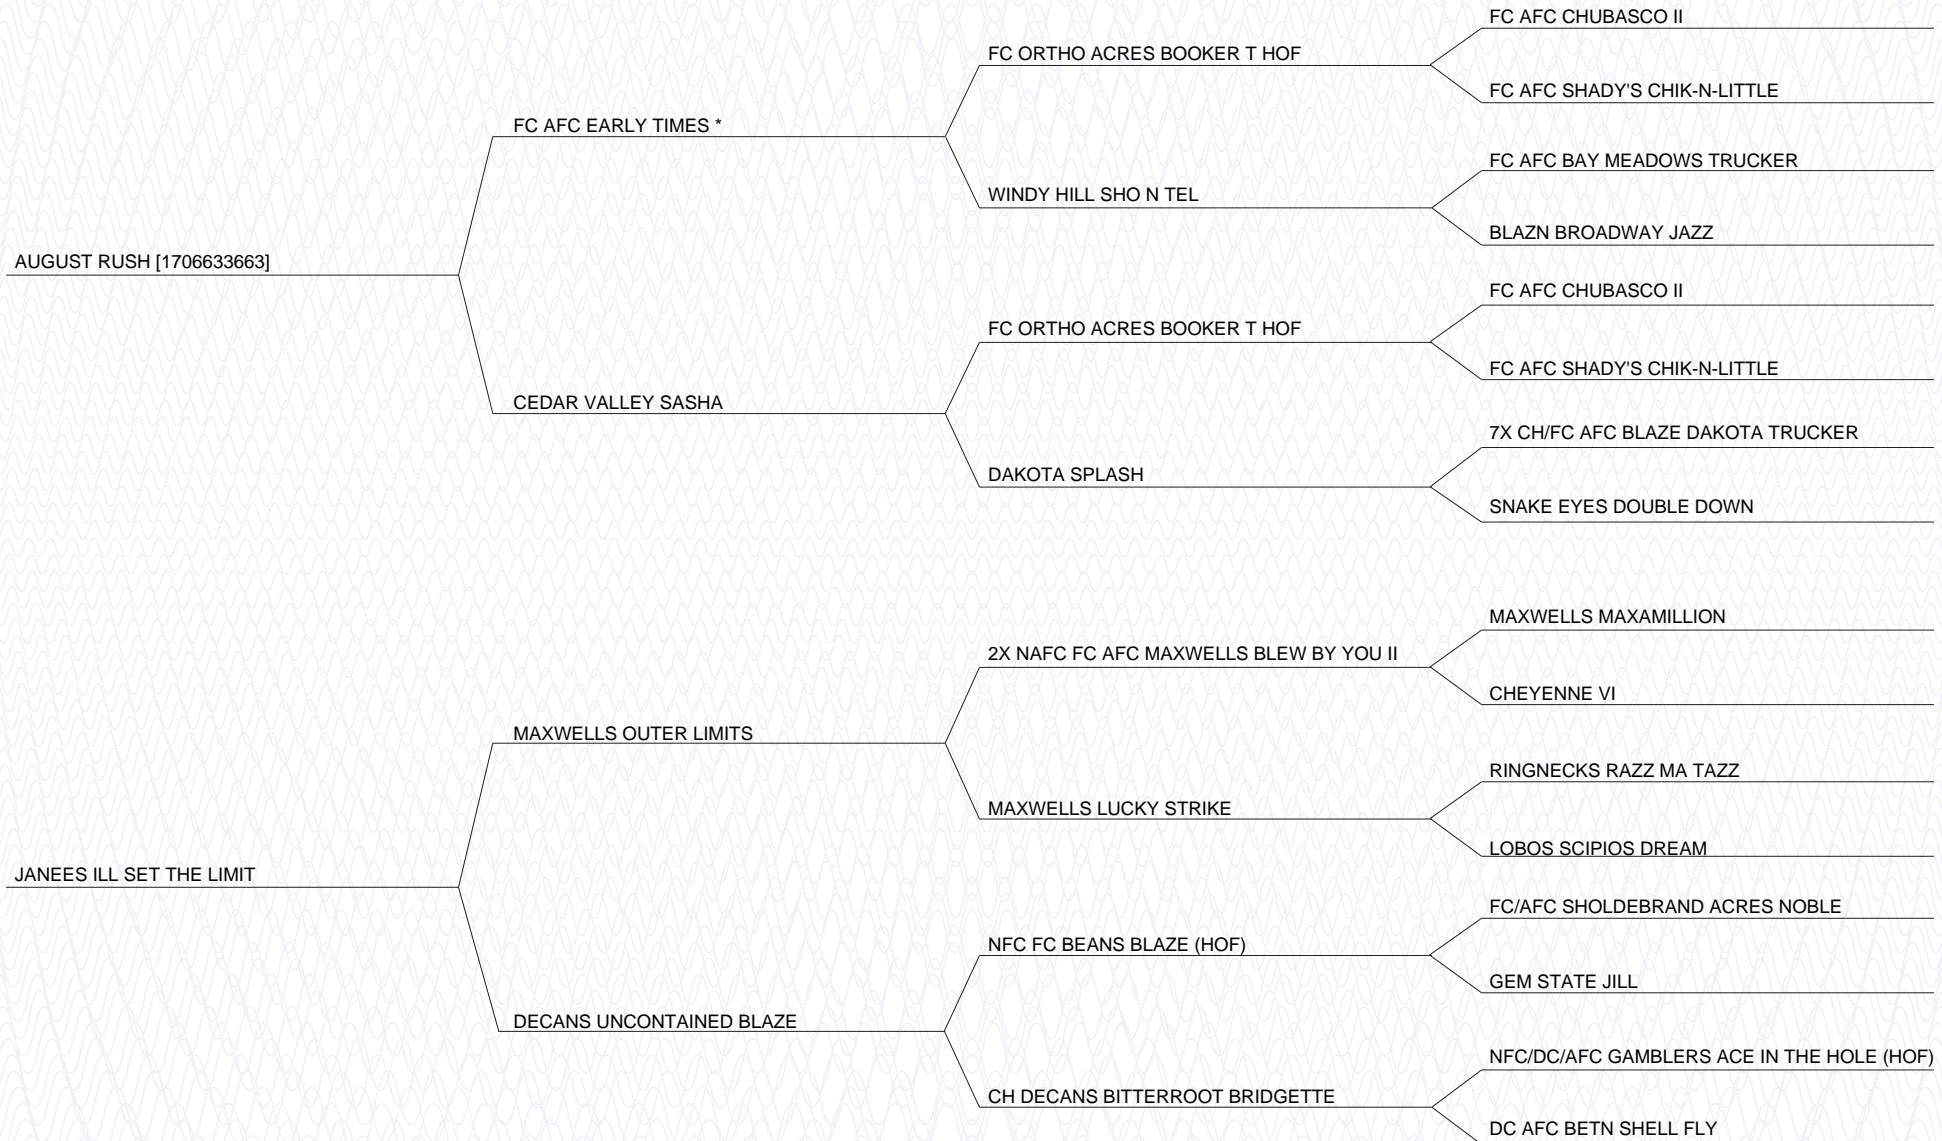 FC AFC CHUBASCO II
FC ORTHO ACRES BOOKER T HOF
FC AFC SHADY'S CHIK-N-LITTLE
FC AFC EARLY TIMES *
FC AFC BAY MEADOWS TRUCKER
WINDY HILL SHO N TEL
BLAZN BROADWAY JAZZ
AUGUST RUSH [1706633663]
FC AFC CHUBASCO II
FC ORTHO ACRES BOOKER T HOF
FC AFC SHADY'S CHIK-N-LITTLE
CEDAR VALLEY SASHA
7X CH/FC AFC BLAZE DAKOTA TRUCKER
DAKOTA SPLASH
SNAKE EYES DOUBLE DOWN
MAXWELLS MAXAMILLION
2X NAFC FC AFC MAXWELLS BLEW BY YOU II
CHEYENNE VI
MAXWELLS OUTER LIMITS
RINGNECKS RAZZ MA TAZZ
MAXWELLS LUCKY STRIKE
LOBOS SCIPIOS DREAM
JANEES ILL SET THE LIMIT
FC/AFC SHOLDEBRAND ACRES NOBLE
NFC FC BEANS BLAZE (HOF)
GEM STATE JILL
DECANS UNCONTAINED BLAZE
NFC/DC/AFC GAMBLERS ACE IN THE HOLE (HOF)
CH DECANS BITTERROOT BRIDGETTE
DC AFC BETN SHELL FLY